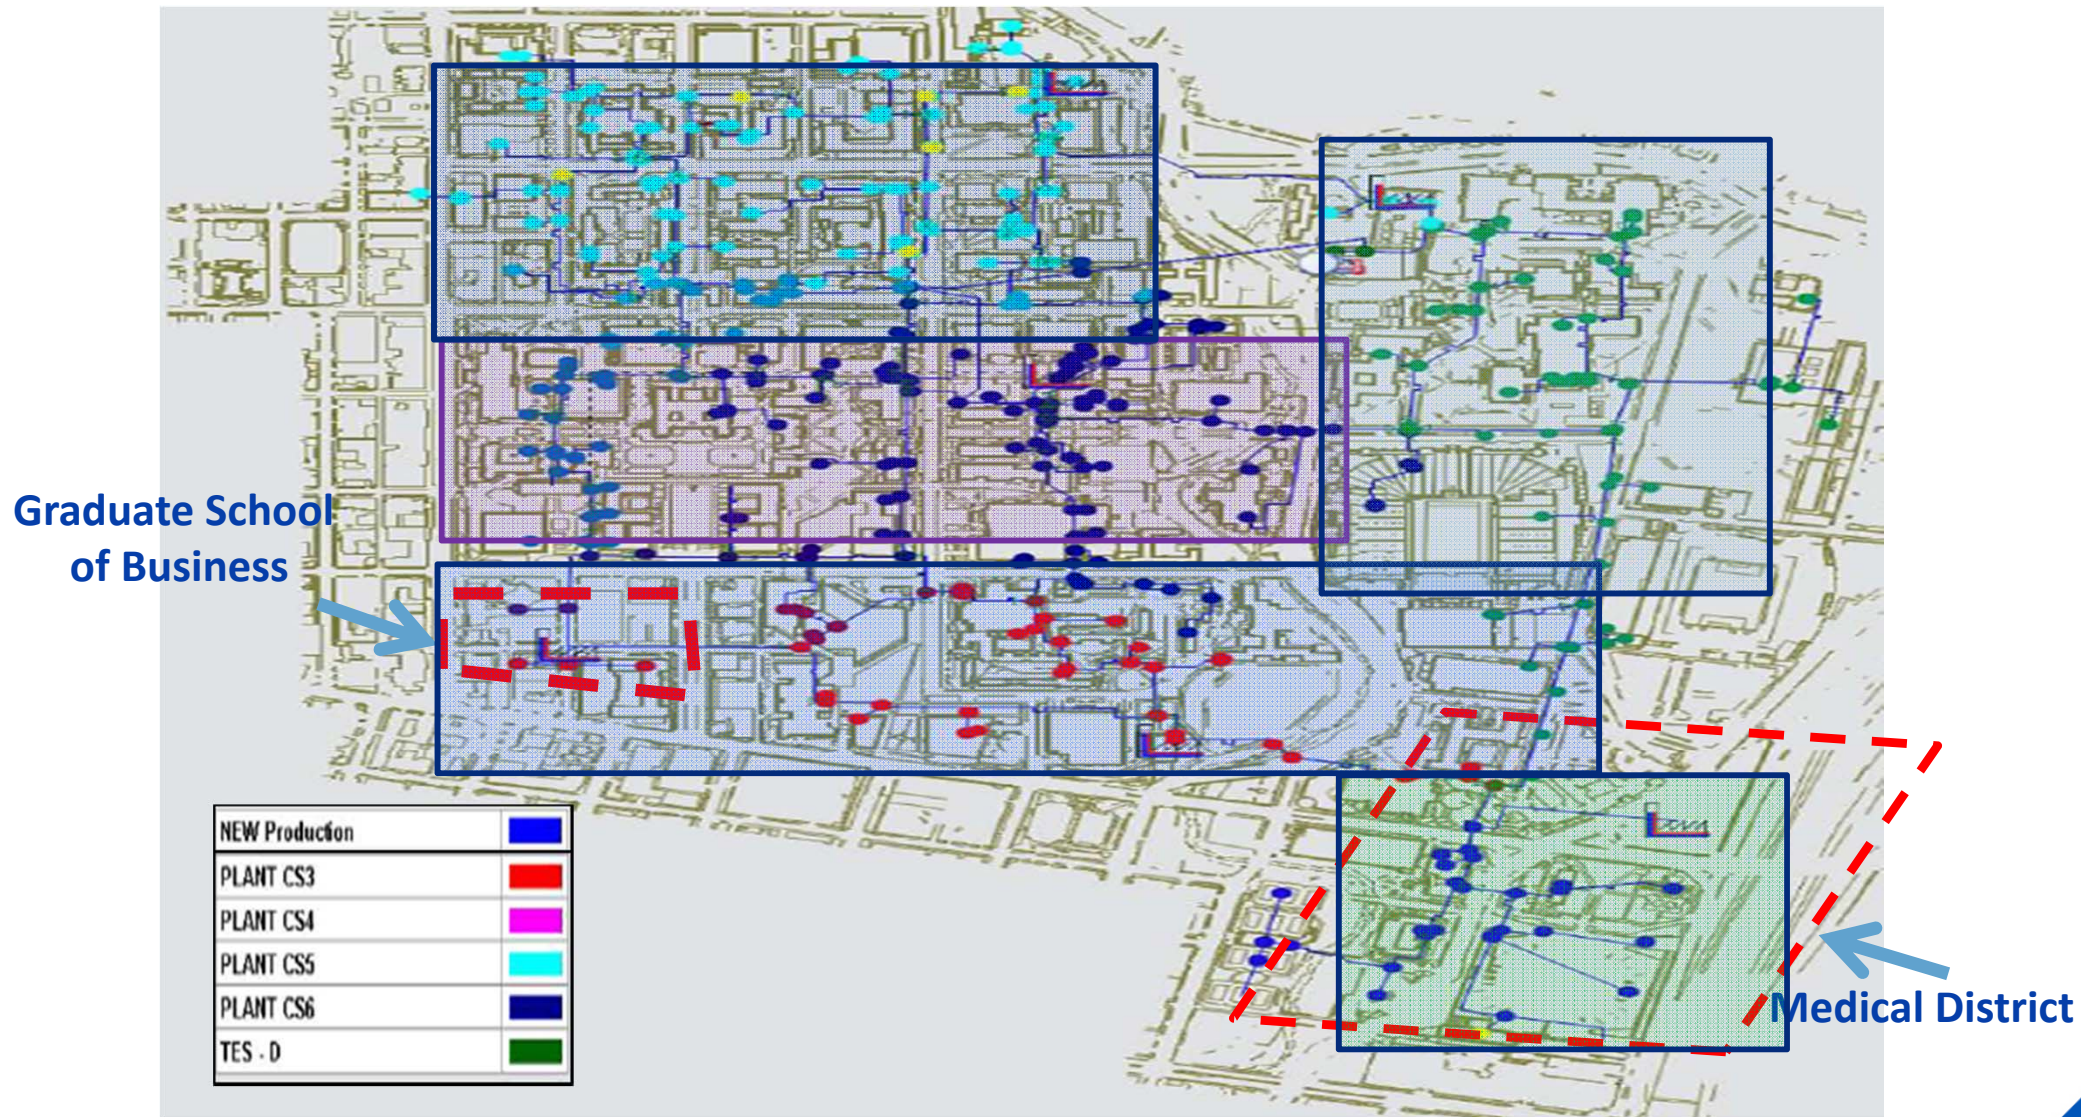 Graduate School
of Business
NEW Production
PLANT CS3
PLANT CS4
PLANT CS5
PLANT CS6
TES - D
Medical District